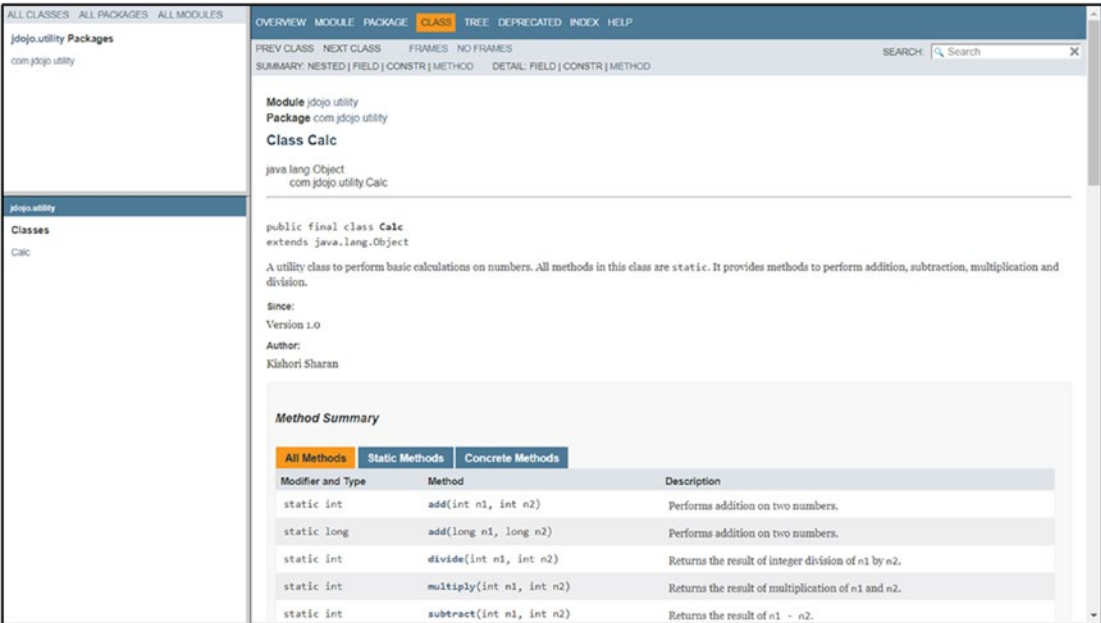 ALL CLASSES ALL PACKAGES ALL MODULES
jdojo.utility Packages
com.jdojo.utility
jdojo.utility
Classes
Calc
OVERVIEW MODULE PACKAGE CLASS TREE DEPRECATED INDEX HELP
PREV CLASS NEXT CLASS FRAMES NO FRAMES
SEARCH: Search
SUMMARY: NESTED | FIELD | CONSTR | METHOD DETAIL: FIELD | CONSTR | METHOD
Module jdojo.utility
Package com.jdojo.utility
Class Calc
java.lang.Object
com.jdojo.utility.Calc
public final class Calc
extends java.lang.Object
A utility class to perform basic calculations on numbers. All methods in this class are static. It provides methods to perform addition, subtraction, multiplication and
division.
Since:
Version 1.0
Author:
Kishori Sharan
Method Summary
All Methods Static Methods Concrete Methods
Modifier and Type Method Description
static int add(int n1, int n2) Performs addition on two numbers.
static long add(long n1, long n2) Performs addition on two numbers.
static int divide(int n1, int n2) Returns the result of integer division of n1 by n2.
static int multiply(int n1, int n2) Returns the result of multiplication of n1 and n2.
static int subtract(int n1, int n2) Returns the result of n1 - n2.